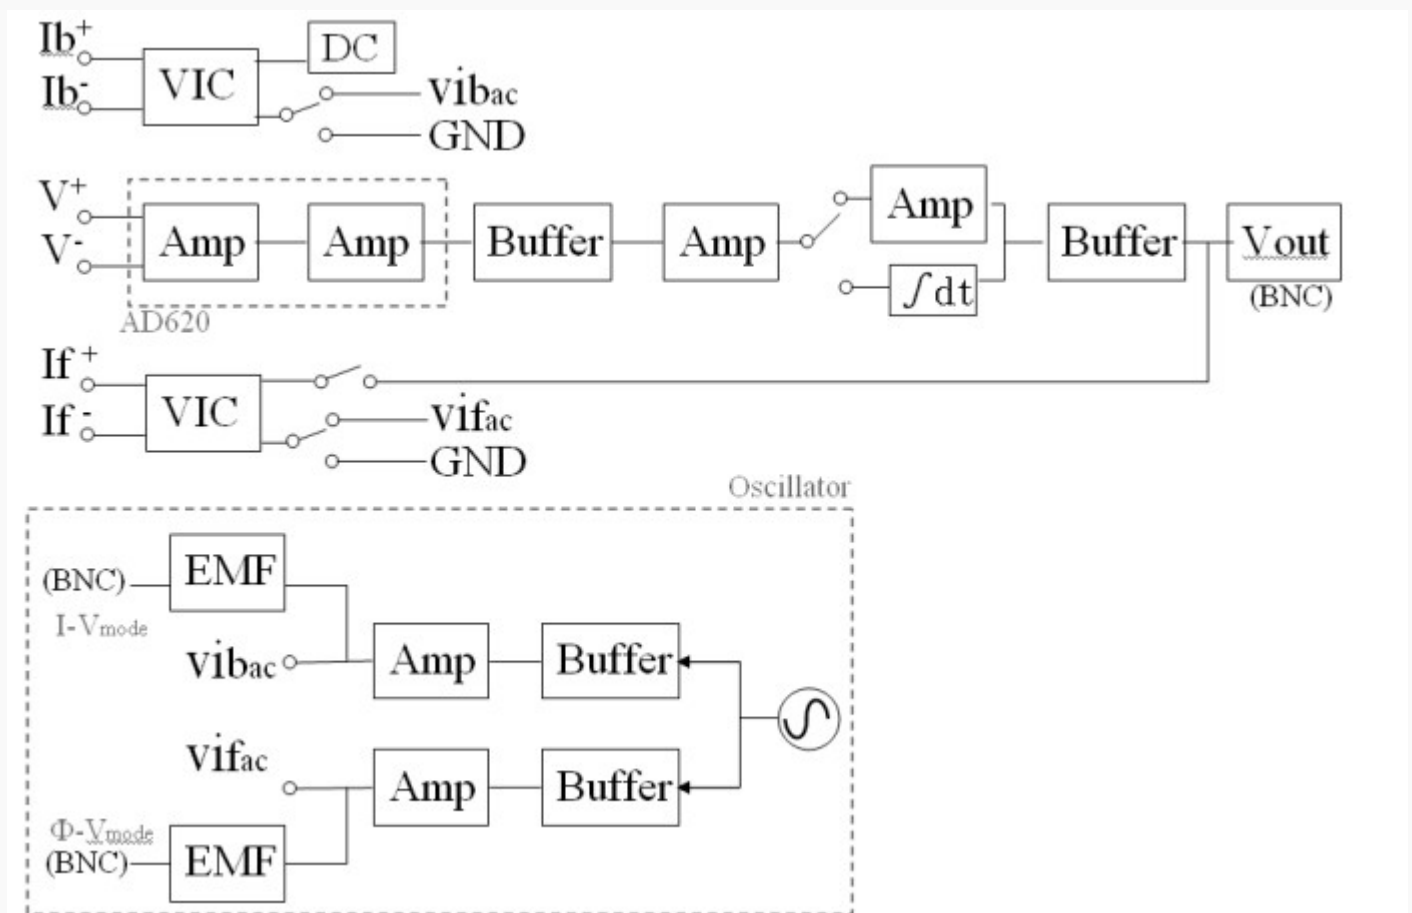 Ib+
Ib-
VIC
DC
vibac
GND
V+
V-
Amp
Amp
Buffer
Amp
Amp
∫dt
Buffer
Vout
(BNC)
AD620
If +
If -
VIC
vifac
GND
Oscillator
(BNC)
EMF
I-Vmode
vibac
Amp
Buffer
vifac
Amp
Buffer
Φ-Vmode
(BNC)
EMF